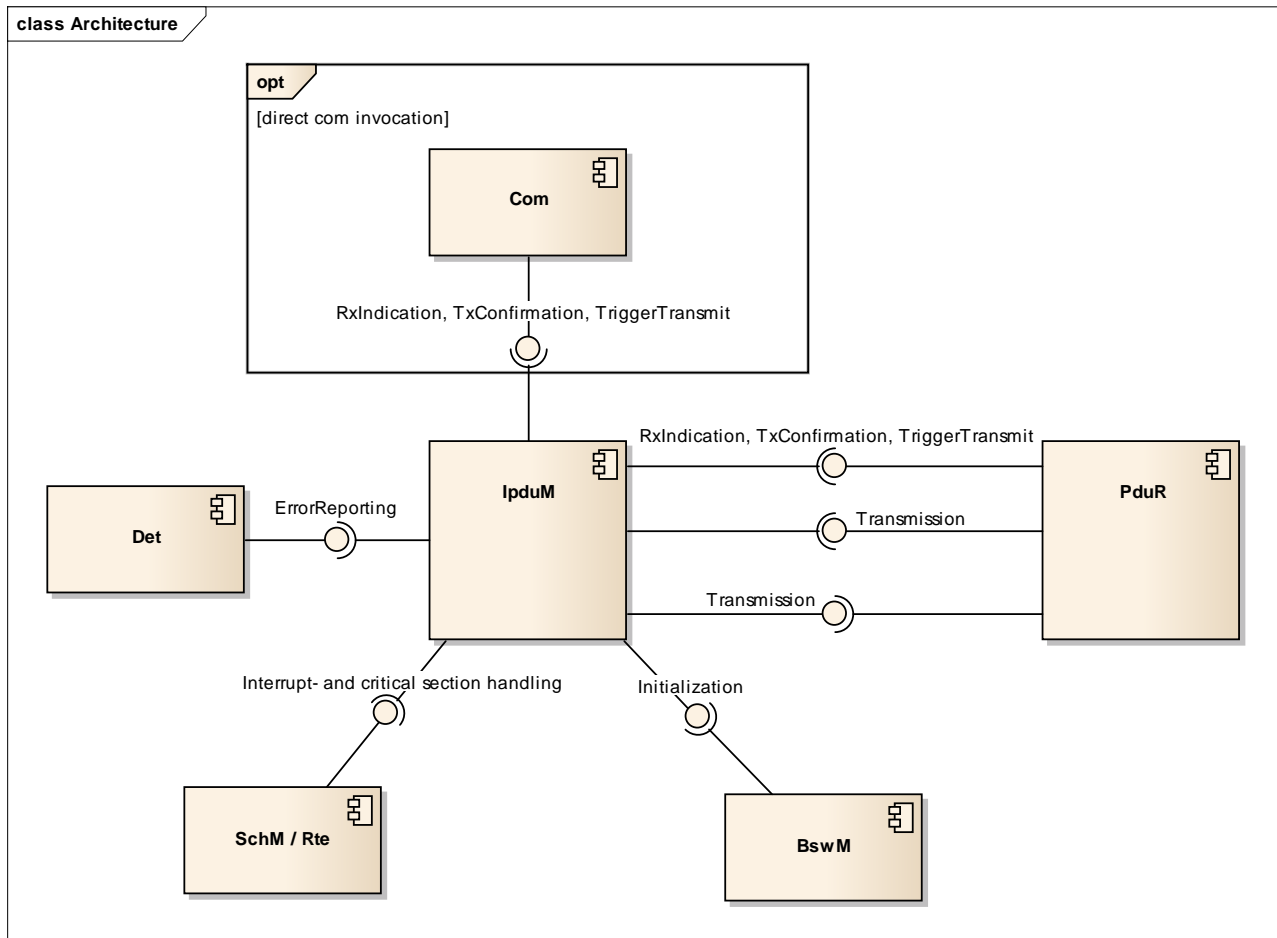 class Architecture
opt
[direct com invocation]
Com
RxIndication, TxConfirmation, TriggerTransmit
RxIndication, TxConfirmation, TriggerTransmit
IpduM
PduR
ErrorReporting
Det
Transmission
Transmission
Interrupt- and critical section handling
Initialization
SchM / Rte
BswM